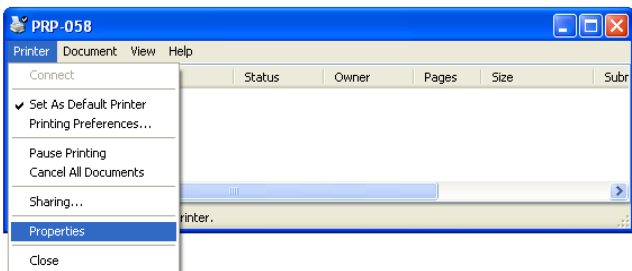 PRP-058
Printer Document View Help
Connect
Status Owner Pages Size Subr
Set As Default Printer
Printing Preferences...
Pause Printing
Cancel All Documents
Sharing...
rinter.
Properties
Close